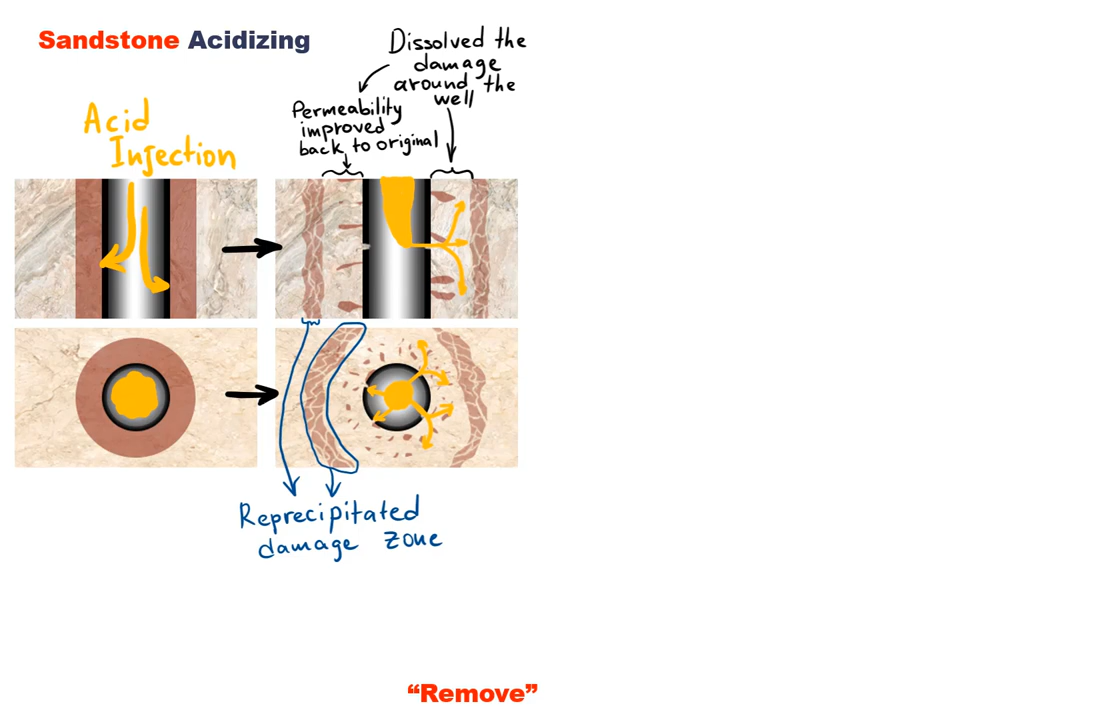 Sandstone Acidizing
Dissolved the
damage
around the
well
Permeability
improved
back to original
Acid
Injection
Reprecipitated
damage zone
“Remove”